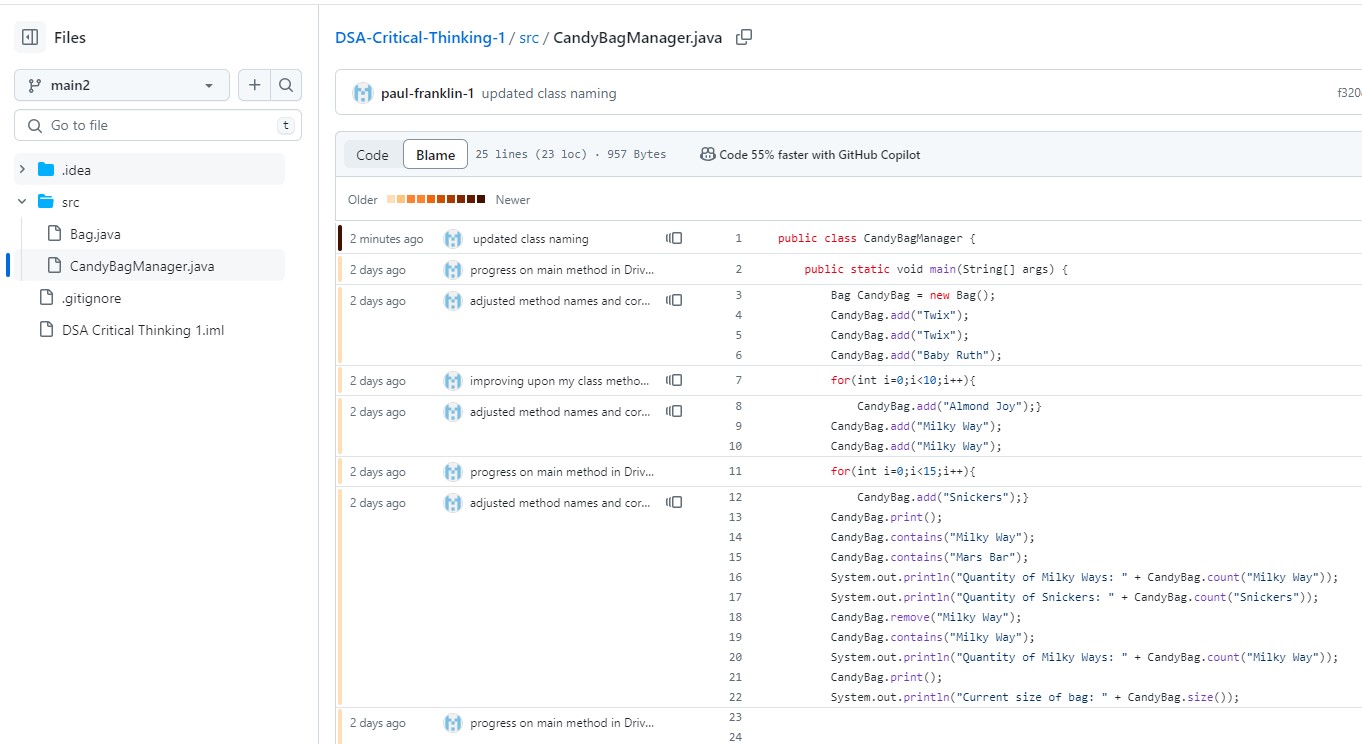 Files
DSA-Critical-Thinking-1 / src / CandyBagManager.java
main2
paul-franklin-1 updated class naming
Go to file t
Code Blame 25 lines (23 loc) · 957 Bytes Code 55% faster with GitHub Copilot
.idea
src
Older Newer
Bag.java
2 minutes ago updated class naming 1 public class CandyBagManager {
CandyBagManager.java
2 days ago progress on main method in Driv... 2 public static void main(String[] args) {
.gitignore
2 days ago adjusted method names and cor... 3 Bag CandyBag = new Bag();
4 CandyBag.add("Twix");
DSA Critical Thinking 1.iml
5 CandyBag.add("Twix");
6 CandyBag.add("Baby Ruth");
2 days ago improving upon my class metho... 7 for(int i=0;i<10;i++){
2 days ago adjusted method names and cor... 8 CandyBag.add("Almond Joy");}
9 CandyBag.add("Milky Way");
10 CandyBag.add("Milky Way");
2 days ago progress on main method in Driv... 11 for(int i=0;i<15;i++){
2 days ago adjusted method names and cor... 12 CandyBag.add("Snickers");}
13 CandyBag.print();
14 CandyBag.contains("Milky Way");
15 CandyBag.contains("Mars Bar");
16 System.out.println("Quantity of Milky Ways: " + CandyBag.count("Milky Way"));
17 System.out.println("Quantity of Snickers: " + CandyBag.count("Snickers"));
18 CandyBag.remove("Milky Way");
19 CandyBag.contains("Milky Way");
20 System.out.println("Quantity of Milky Ways: " + CandyBag.count("Milky Way"));
21 CandyBag.print();
22 System.out.println("Current size of bag: " + CandyBag.size());
2 days ago progress on main method in Driv... 23
24